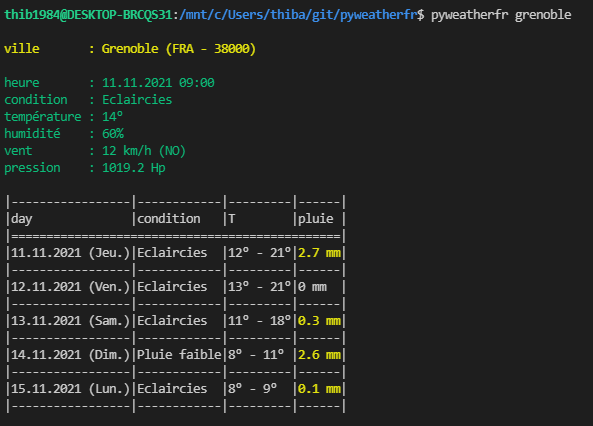 thib1984@DESKTOP-BRCQS31:/mnt/c/Users/thiba/git/pyweatherfr$ pyweatherfr grenoble
ville : Grenoble (FRA - 38000)
heure : 11.11.2021 09:00
condition : Eclaircies
température : 14°
humidité : 60%
vent : 12 km/h (NO)
pression : 1019.2 Hp
|-----------------|------------|---------|------|
|day |condition |T |pluie |
|===============================================|
|11.11.2021 (Jeu.)|Eclaircies |12° - 21°|2.7 mm|
|-----------------|------------|---------|------|
|12.11.2021 (Ven.)|Eclaircies |13° - 21°|0 mm |
|-----------------|------------|---------|------|
|13.11.2021 (Sam.)|Eclaircies |11° - 18°|0.3 mm|
|-----------------|------------|---------|------|
|14.11.2021 (Dim.)|Pluie faible|8° - 11° |2.6 mm|
|-----------------|------------|---------|------|
|15.11.2021 (Lun.)|Eclaircies |8° - 9° |0.1 mm|
|-----------------|------------|---------|------|